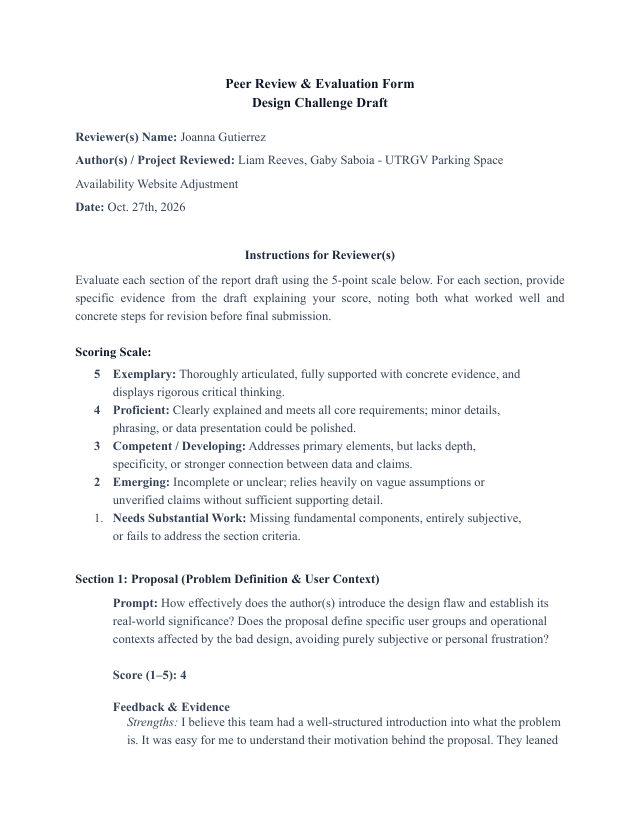 Peer Review & Evaluation Form
Design Challenge Draft
Reviewer(s) Name: Joanna Gutierrez
Author(s) / Project Reviewed: Liam Reeves, Gaby Saboia - UTRGV Parking Space
Availability Website Adjustment
Date: Oct. 27th, 2026
Instructions for Reviewer(s)
Evaluate each section of the report draft using the 5-point scale below. For each section, provide
specific evidence from the draft explaining your score, noting both what worked well and
concrete steps for revision before final submission.
Scoring Scale:
5 Exemplary: Thoroughly articulated, fully supported with concrete evidence, and
displays rigorous critical thinking.
4 Proficient: Clearly explained and meets all core requirements; minor details,
phrasing, or data presentation could be polished.
3 Competent / Developing: Addresses primary elements, but lacks depth,
specificity, or stronger connection between data and claims.
2 Emerging: Incomplete or unclear; relies heavily on vague assumptions or
unverified claims without sufficient supporting detail.
1. Needs Substantial Work: Missing fundamental components, entirely subjective,
or fails to address the section criteria.
Section 1: Proposal (Problem Definition & User Context)
Prompt: How effectively does the author(s) introduce the design flaw and establish its
real-world significance? Does the proposal define specific user groups and operational
contexts affected by the bad design, avoiding purely subjective or personal frustration?
Score (1–5): 4
Feedback & Evidence
Strengths: I believe this team had a well-structured introduction into what the problem
is. It was easy for me to understand their motivation behind the proposal. They leaned